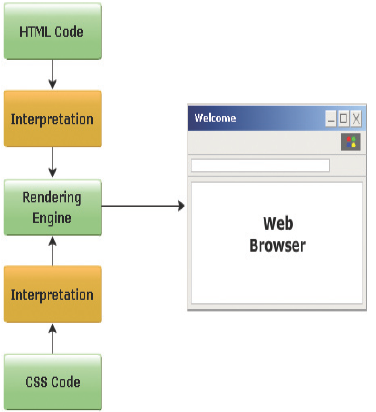 HTML Code
Interpretation
Rendering
Engine
Interpretation
CSS Code
Welcome
Web
Browser